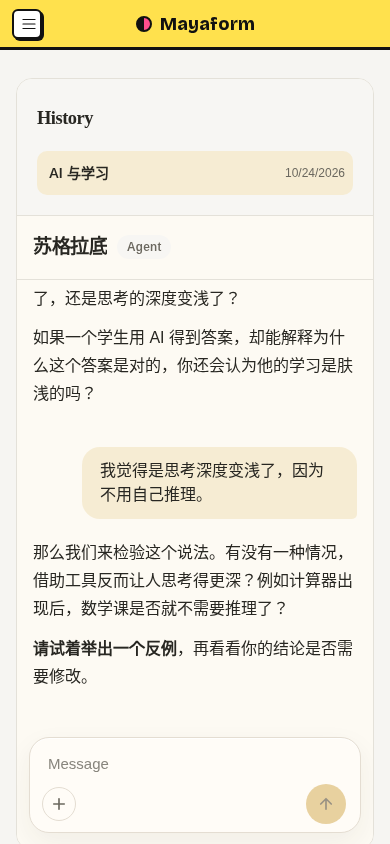 Mayaform
History
AI 与学习 10/24/2026
苏格拉底 Agent
了，还是思考的深度变浅了？
如果一个学生用 AI 得到答案，却能解释为什
么这个答案是对的，你还会认为他的学习是肤
浅的吗？
我觉得是思考深度变浅了，因为
不用自己推理。
那么我们来检验这个说法。有没有一种情况，
借助工具反而让人思考得更深？例如计算器出
现后，数学课是否就不需要推理了？
请试着举出一个反例，再看看你的结论是否需
要修改。
Message